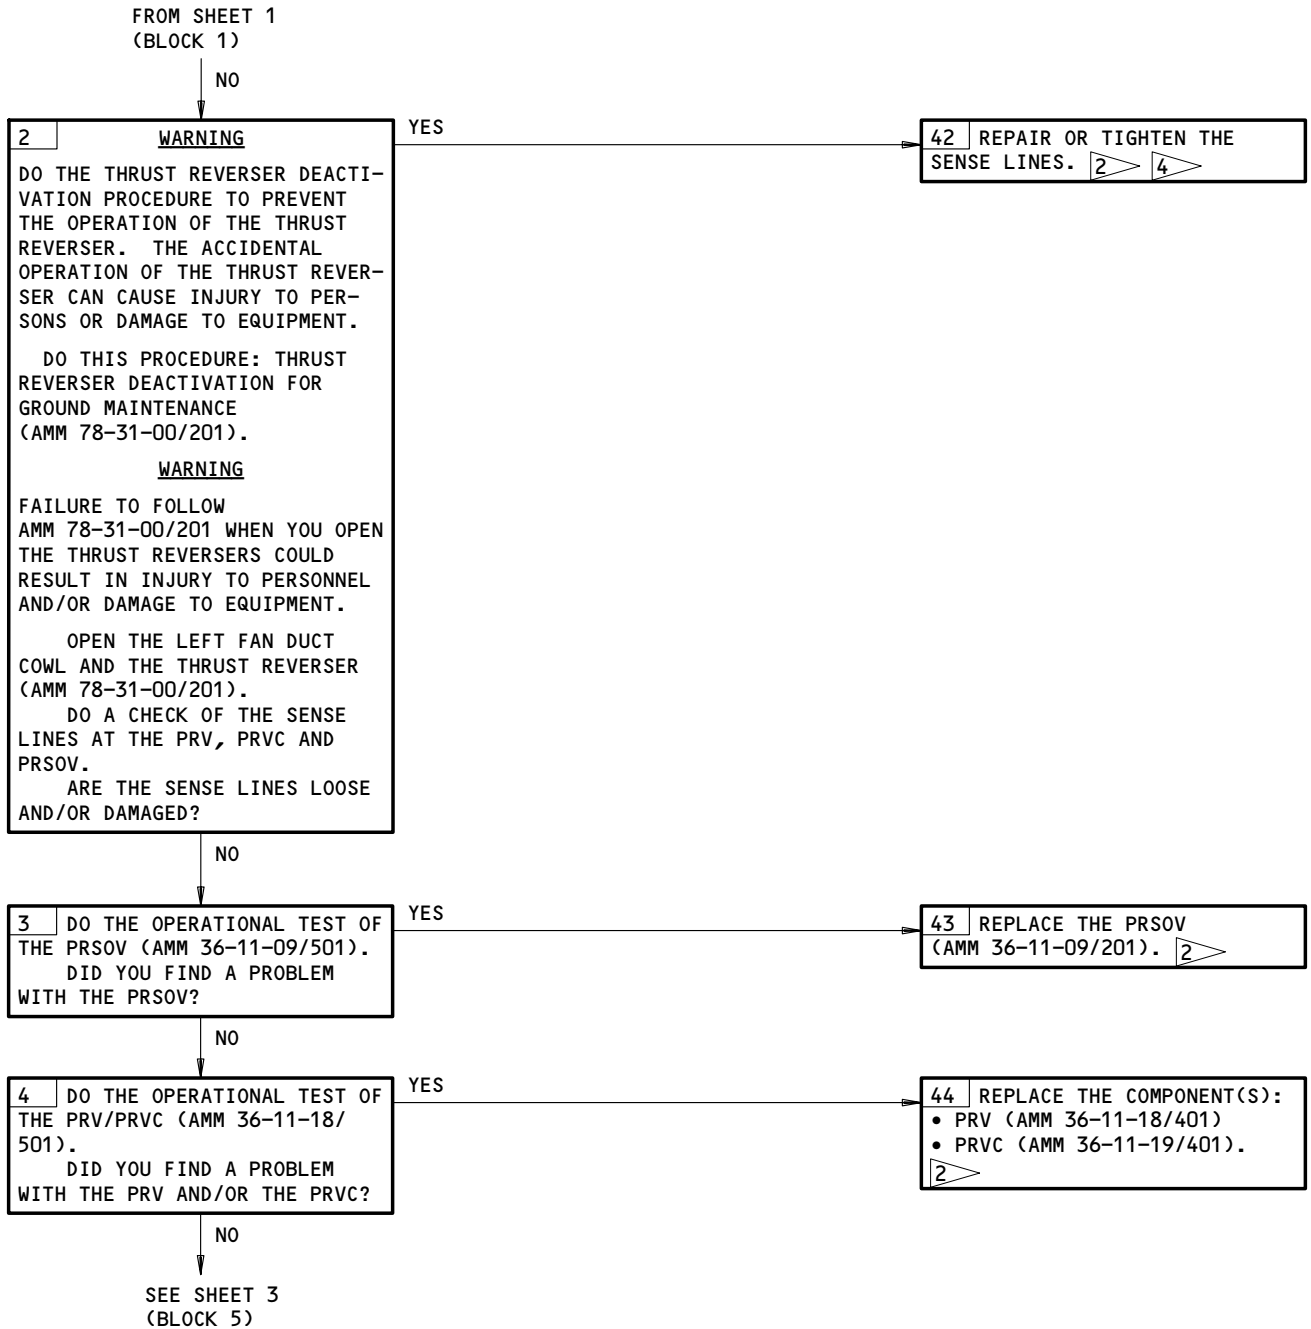 FROM SHEET 1
(BLOCK 1)
NO
2
WARNING
DO THE THRUST REVERSER DEACTI-
VATION PROCEDURE TO PREVENT
THE OPERATION OF THE THRUST
REVERSER. THE ACCIDENTAL
OPERATION OF THE THRUST REVER-
SER CAN CAUSE INJURY TO PER-
SONS OR DAMAGE TO EQUIPMENT.
DO THIS PROCEDURE: THRUST
REVERSER DEACTIVATION FOR
GROUND MAINTENANCE
(AMM 78-31-00/201).
WARNING
FAILURE TO FOLLOW
AMM 78-31-00/201 WHEN YOU OPEN
THE THRUST REVERSERS COULD
RESULT IN INJURY TO PERSONNEL
AND/OR DAMAGE TO EQUIPMENT.
OPEN THE LEFT FAN DUCT
COWL AND THE THRUST REVERSER
(AMM 78-31-00/201).
DO A CHECK OF THE SENSE
LINES AT THE PRV, PRVC AND
PRSOV.
ARE THE SENSE LINES LOOSE
AND/OR DAMAGED?
YES
42 REPAIR OR TIGHTEN THE
SENSE LINES. 2 4
NO
3 DO THE OPERATIONAL TEST OF
THE PRSOV (AMM 36-11-09/501).
DID YOU FIND A PROBLEM
WITH THE PRSOV?
YES
43 REPLACE THE PRSOV
(AMM 36-11-09/201). 2
NO
4 DO THE OPERATIONAL TEST OF
THE PRV/PRVC (AMM 36-11-18/
501).
DID YOU FIND A PROBLEM
WITH THE PRV AND/OR THE PRVC?
YES
44 REPLACE THE COMPONENT(S):
• PRV (AMM 36-11-18/401)
• PRVC (AMM 36-11-19/401).
2
NO
SEE SHEET 3
(BLOCK 5)